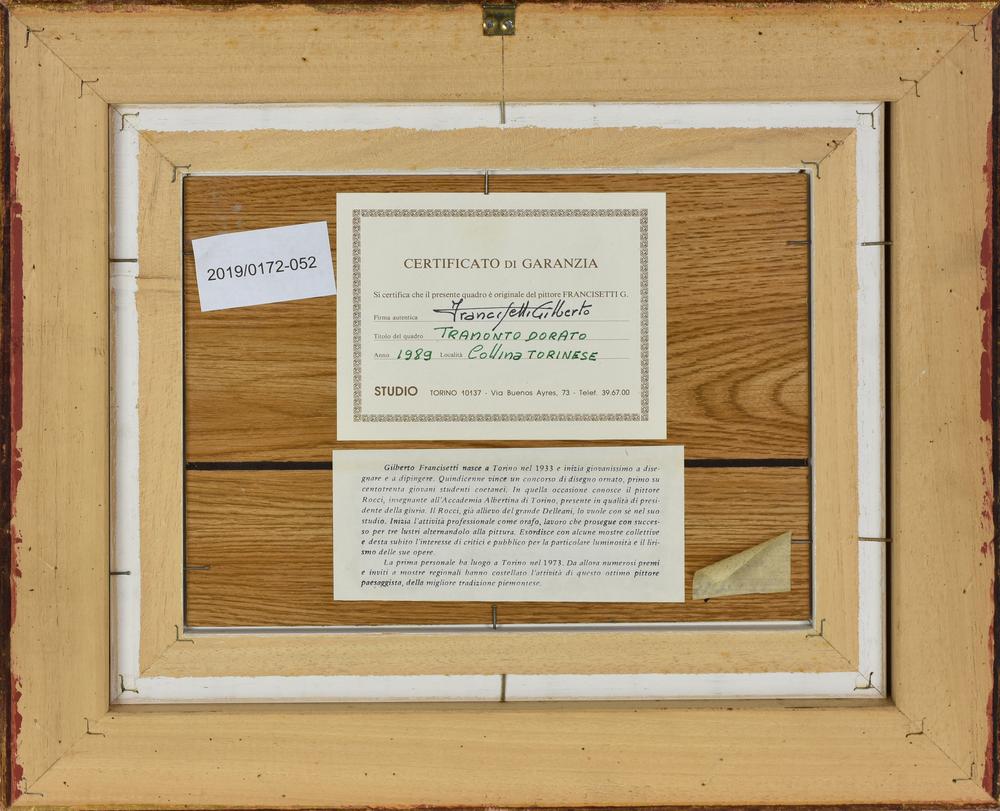 2019/0172-052
CERTIFICATO DI GARANZIA
Si certifica che il presente quadro è originale del pittore FRANCISETTI G.
Firma autentica Francisetti Gilberto
Titolo del quadro TRAMONTO DORATO
Anno 1989 Località Collina TORINESE
STUDIO TORINO 10137 - Via Buenos Ayres, 73 - Telef. 39.67.00
Gilberto Francisetti nasce a Torino nel 1933 e inizia giovanissimo a dise-
gnare e a dipingere. Quindicenne vince un concorso di disegno ornato, primo su
centotrenta giovani studenti coetanei. In quella occasione conosce il pittore
Rocci, insegnante all'Accademia Albertina di Torino, presente in qualità di presi-
dente della giuria. Il Rocci, già allievo del grande Delleani, lo vuole con sè nel suo
studio. Inizia l'attività professionale come orafo, lavoro che prosegue con succes-
so per tre lustri alternandolo alla pittura. Esordisce con alcune mostre collettive
e desta subito l'interesse di critici e pubblico per la particolare luminosità e il liri-
smo delle sue opere.
La prima personale ha luogo a Torino nel 1973. Da allora numerosi premi
e inviti a mostre regionali hanno costellato l'attività di questo ottimo pittore
paesaggista, della migliore tradizione piemontese.